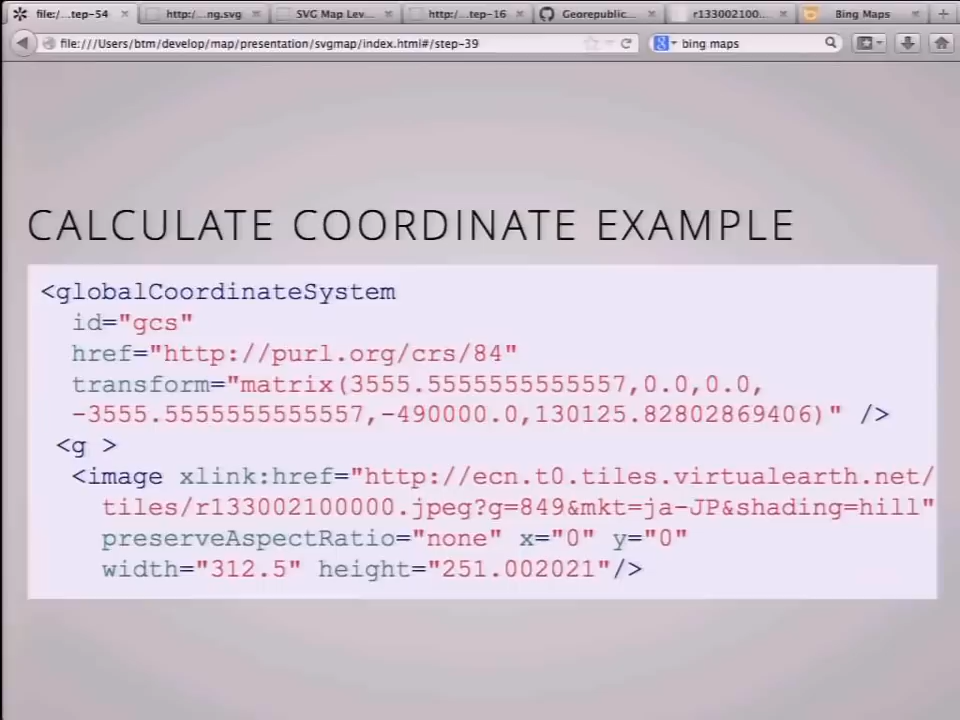 file:/...tep-54
http:/...ng.svg
SVG Map Lev...
http:/...tep-16
Georepublic...
r133002100...
Bing Maps
file:///Users/btm/develop/map/presentation/svgmap/index.html#/step-39
bing maps
CALCULATE COORDINATE EXAMPLE
<globalCoordinateSystem
id="gcs"
href="http://purl.org/crs/84"
transform="matrix(3555.5555555555557,0.0,0.0,
-3555.5555555555557,-490000.0,130125.82802869406)" />
<g >
<image xlink:href="http://ecn.t0.tiles.virtualearth.net/
tiles/r133002100000.jpeg?g=849&mkt=ja-JP&shading=hill"
preserveAspectRatio="none" x="0" y="0"
width="312.5" height="251.002021"/>